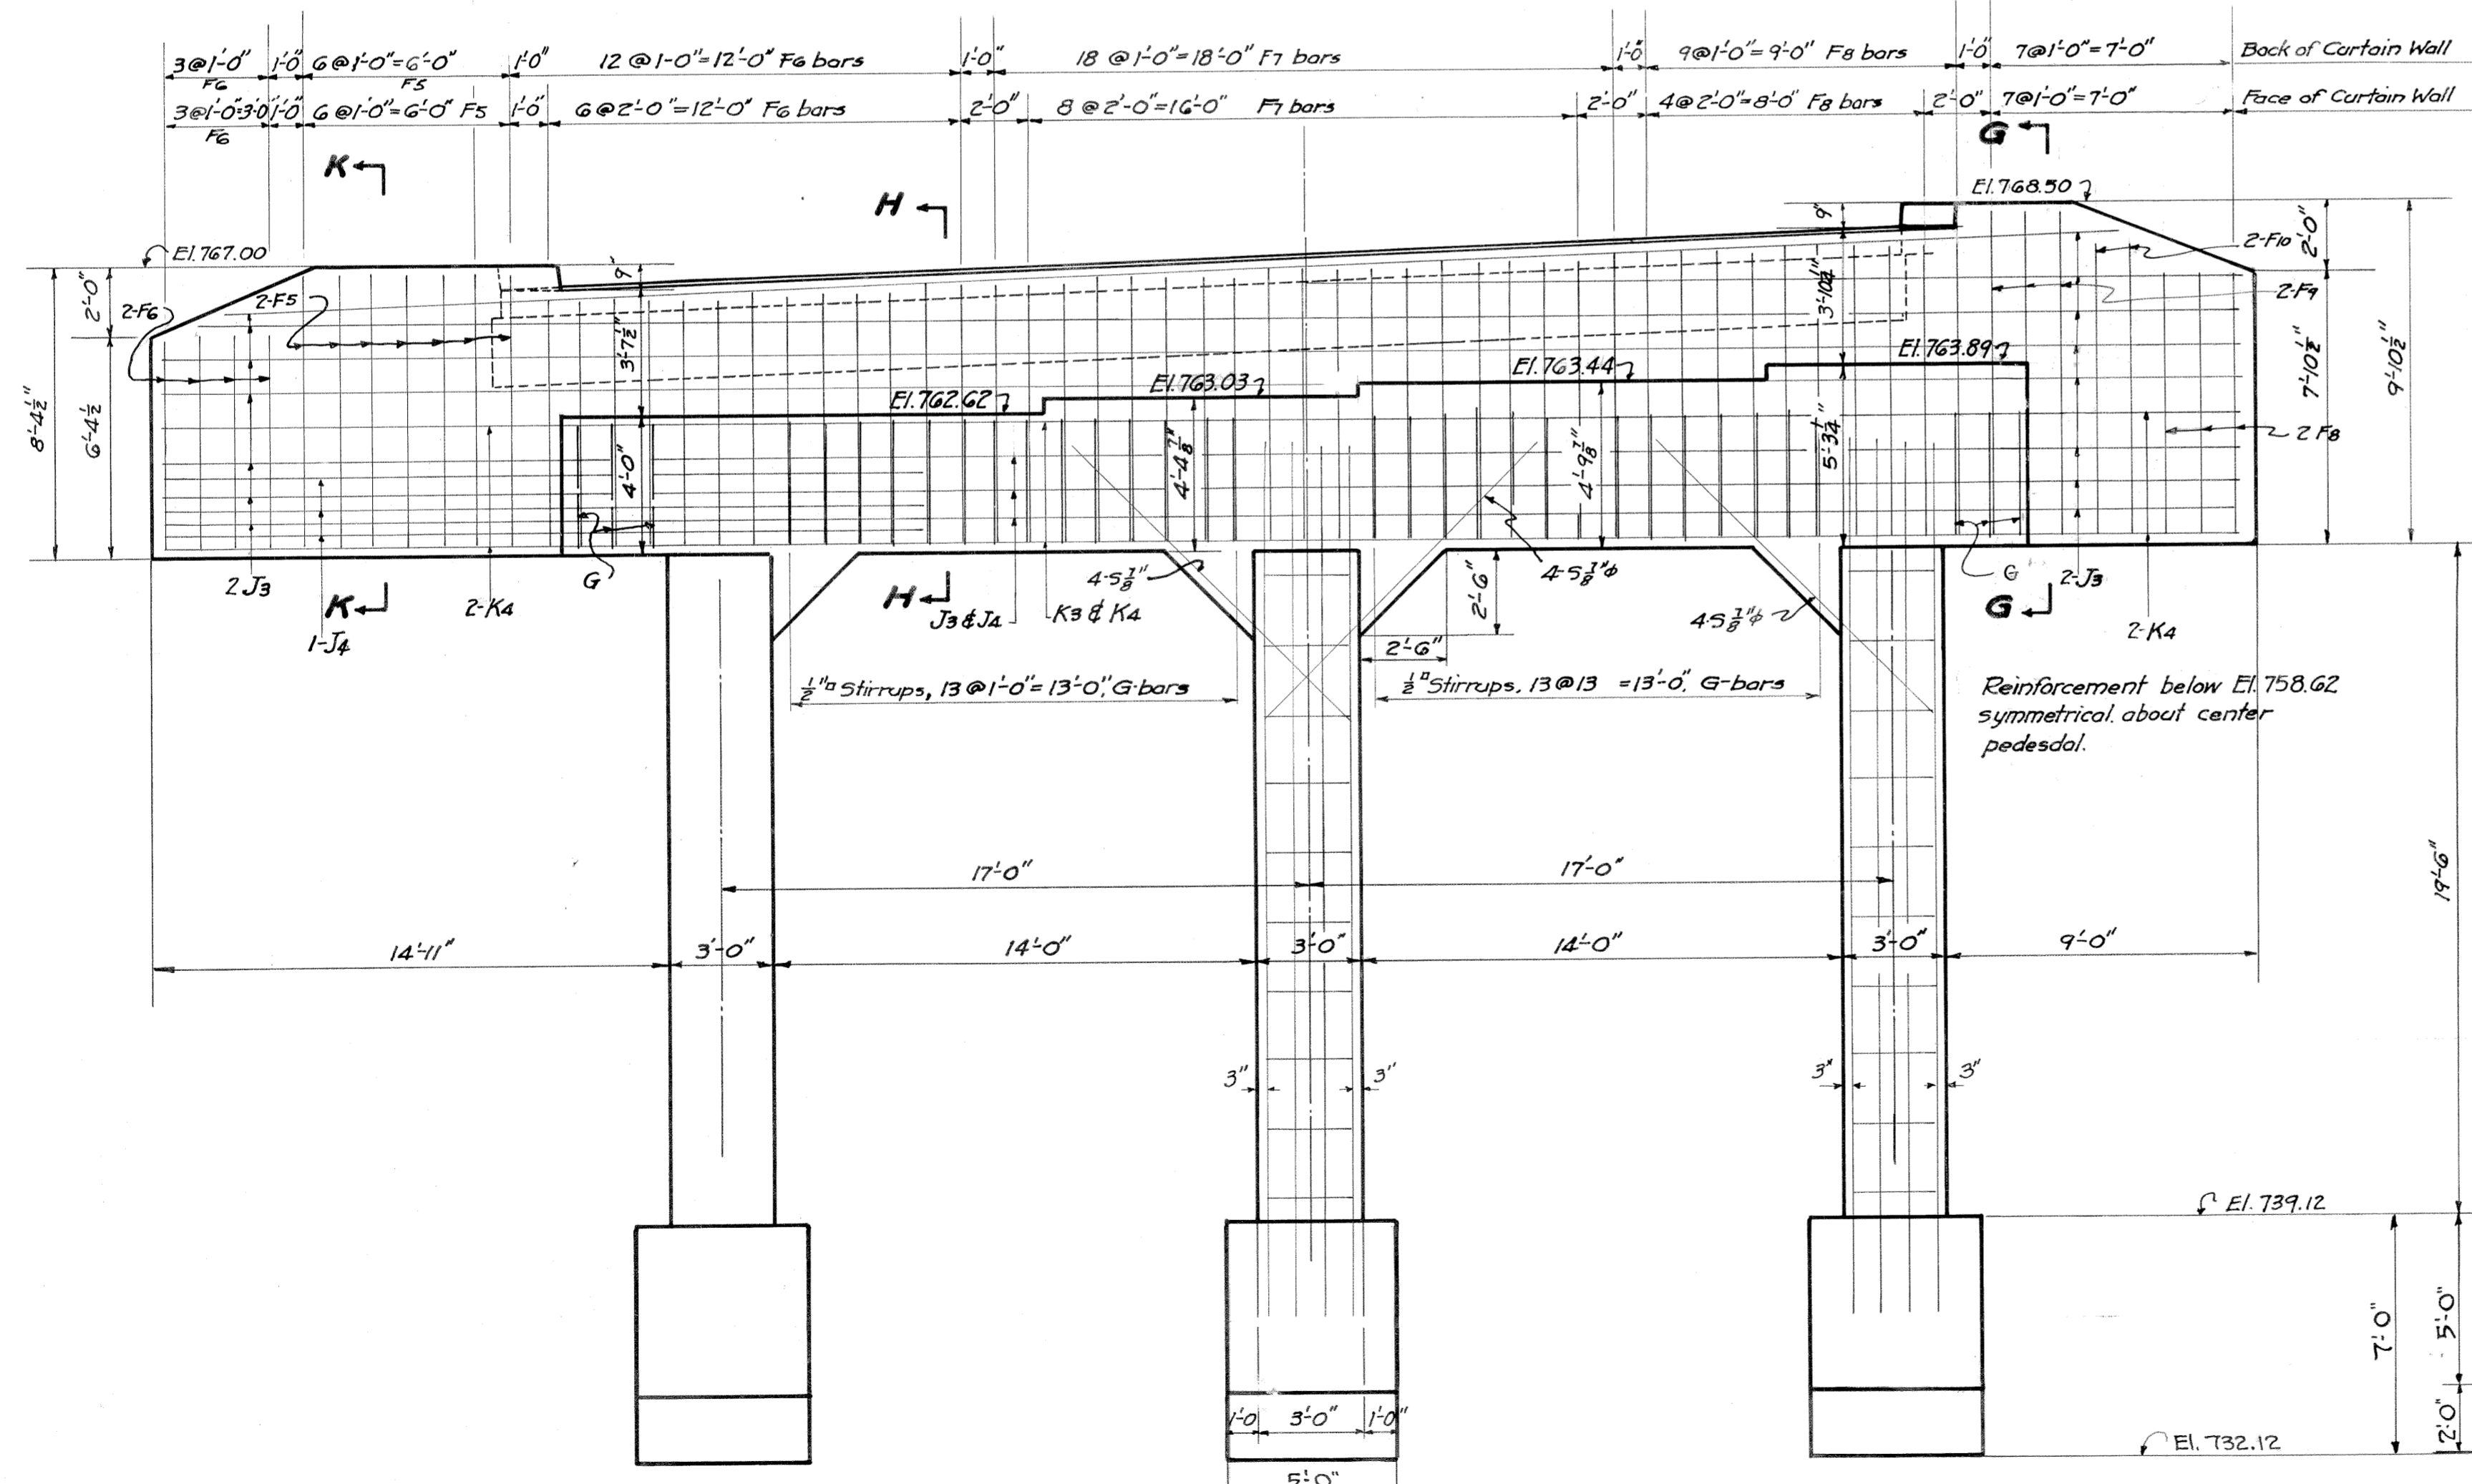 3@1'-0" 1'-0" 6@1'-0"=6'-0" 1'-0" 12 @ 1'-0"=12'-0" F6 bars 1'-0" 18 @ 1'-0"=18'-0" F7 bars 1'-0" 9@1'-0"=9'-0" F8 bars 1'-0" 7@1'-0"=7'-0" Back of Curtain Wall
F6 F5
3@1'-0"=3'-0 1'-0" 6@1'-0"=6'-0" F5 1'-0" 6@2'-0"=12'-0" F6 bars 2'-0" 8@2'-0"=16'-0" F7 bars 2'-0" 4@2'-0"=8'-0" F8 bars 2'-0" 7@1'-0"=7'-0" Face of Curtain Wall
F6
K
H
G
El.768.50
El.767.00
9"
9"
2'-0"
2-F10
2-F9
2'-0"
2-F6
2-F5
3'-7½"
3'-10¼"
7'-10½"
9'-10½"
El.762.62
El.763.03
El.763.44
El.763.89
8'-4½"
6'-4½"
4'-0"
4'-4⅞"
4'-9⅞"
5'-3¼"
2 F8
2 J3
K
1-J4
2-K4
G
H
J3 & J4
K3 & K4
4-5⅞"
2'-6"
4-5⅞"φ
4-5⅞"φ
G
G
2-J3
2-K4
2'-6"
½"□ Stirrups, 13@1'-0"=13'-0", G-bars
½"□ Stirrups, 13@13 =13'-0", G-bars
Reinforcement below El. 758.62
symmetrical. about center
pedesdal.
17'-0"
17'-0"
19'-6"
14'-11"
3'-0"
14'-0"
3'-0"
14'-0"
3'-0"
9'-0"
3"
3"
3"
3"
El. 739.12
7'-0"
5'-0"
2'-0"
1'-0
3'-0"
1'-0"
El. 732.12
5'-0"